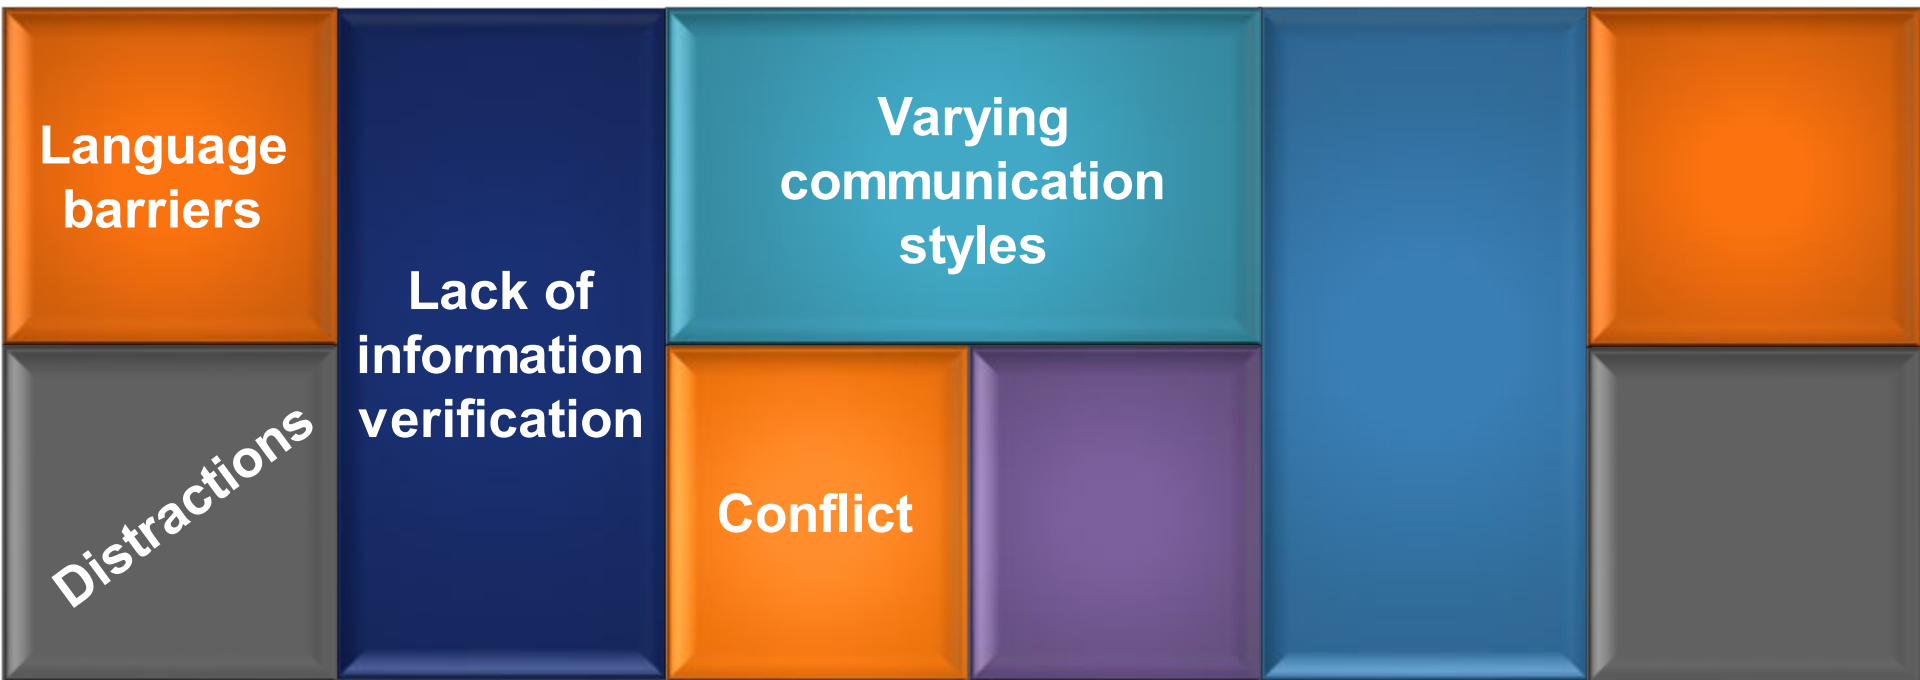 Language
barriers
Distractions
Lack of
information
verification
Varying
communication
styles
Conflict